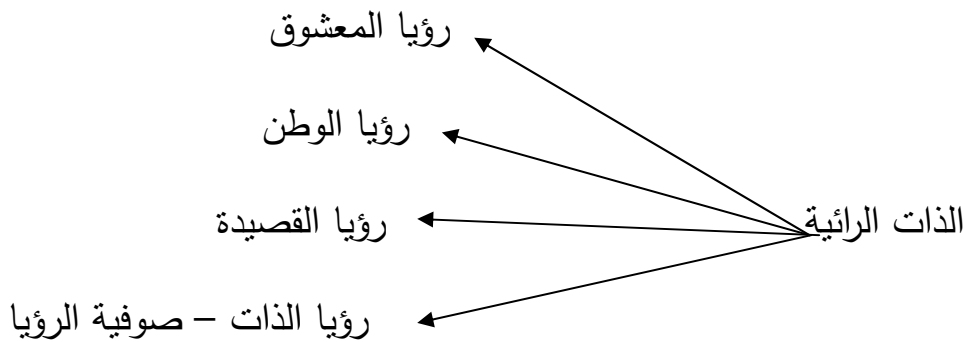 رؤيا المعشوق
رؤيا الوطن
رؤيا القصيدة
الذات الرائية
رؤيا الذات – صوفية الرؤيا